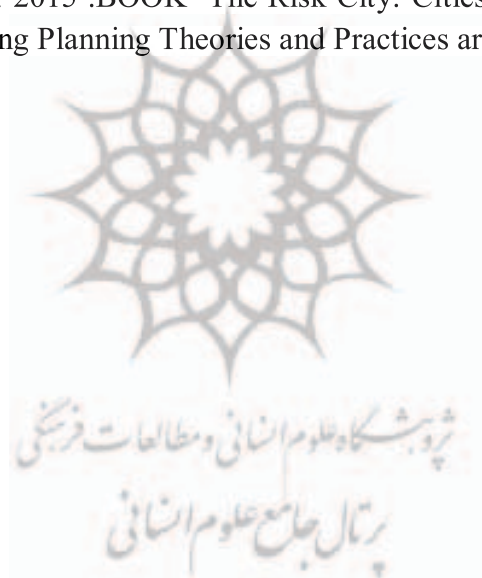 2015 .BOOK "The Risk City: Cities
ng Planning Theories and Practices ar
پژوهشگاه علوم انسانی و مطالعات فرهنگی
پرتال جامع علوم انسانی